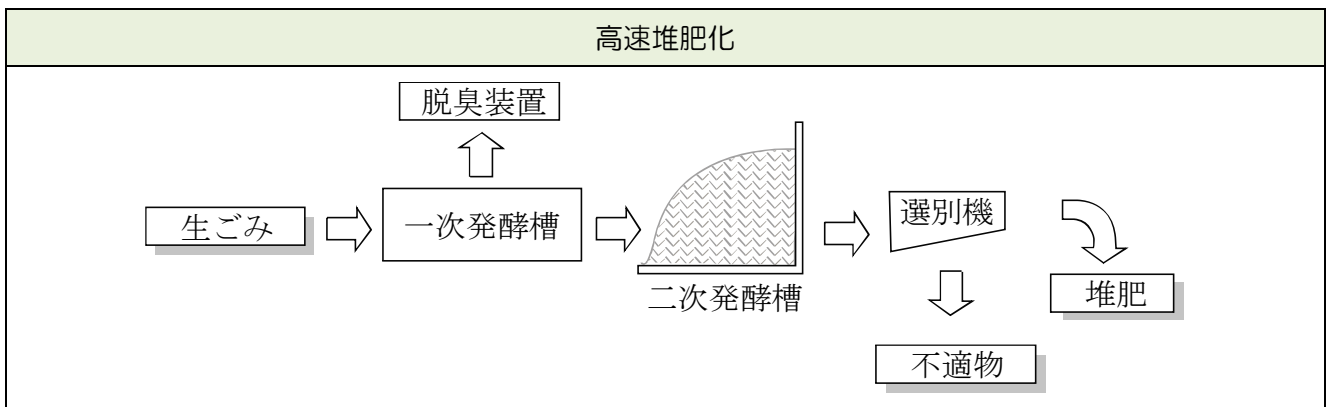 高速堆肥化
脱臭装置
生ごみ
一次発酵槽
二次発酵槽
選別機
堆肥
不適物